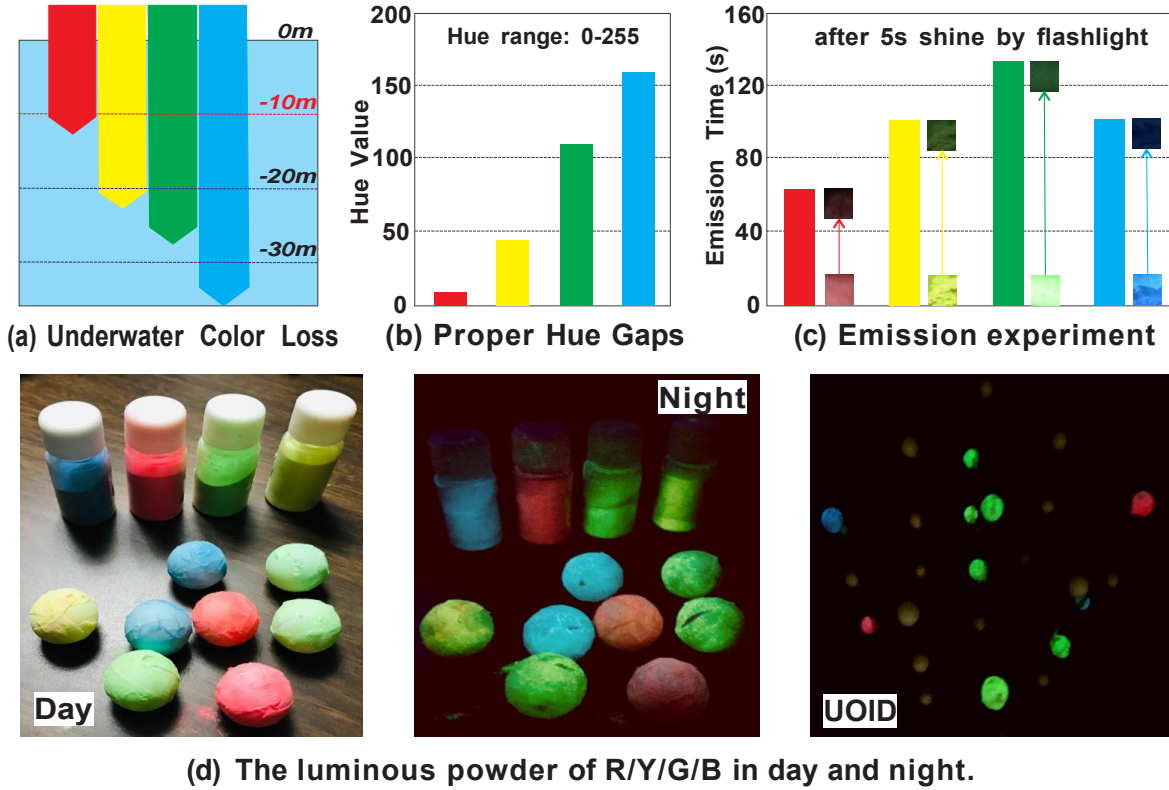 0m
-10m
-20m
-30m
(a) Underwater Color Loss
Hue Value
200
150
100
50
0
Hue range: 0-255
(b) Proper Hue Gaps
Emission Time (s)
160
120
80
40
0
after 5s shine by flashlight
(c) Emission experiment
Day
Night
UOID
(d) The luminous powder of R/Y/G/B in day and night.